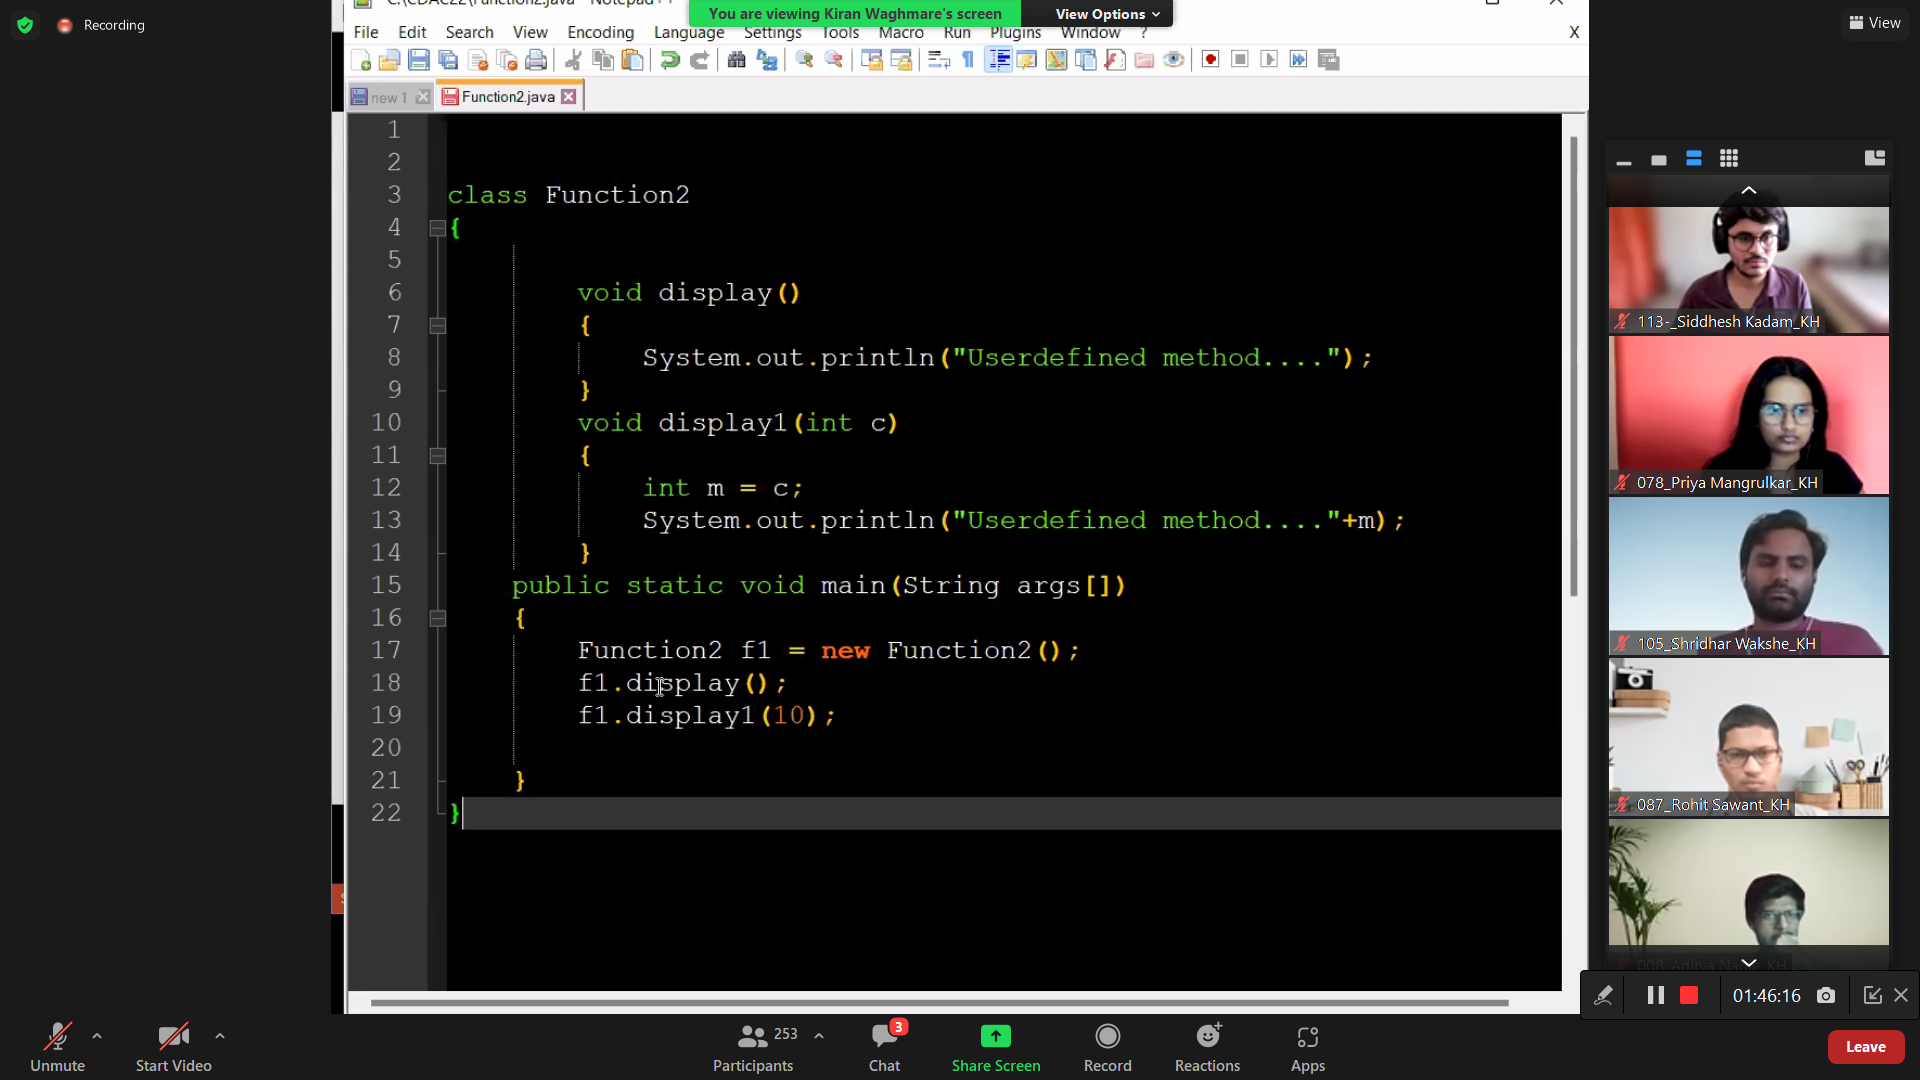 Recording
You are viewing Kiran Waghmare's screen
View Options
View
File Edit Search View Encoding Language Settings Tools Macro Run Plugins Window ? X
new 1 Function2.java
1
2
3 class Function2
4 {
5
6 void display()
7 {
8 System.out.println("Userdefined method....");
9 }
10 void display1(int c)
11 {
12 int m = c;
13 System.out.println("Userdefined method...."+m);
14 }
15 public static void main(String args[])
16 {
17 Function2 f1 = new Function2();
18 f1.display();
19 f1.display1(10);
20
21 }
22 }
113-_Siddhesh Kadam_KH
078_Priya Mangrulkar_KH
105_Shridhar Wakshe_KH
087_Rohit Sawant_KH
01:46:16
Unmute
Start Video
253
Participants
3
Chat
Share Screen
Record
Reactions
Apps
Leave